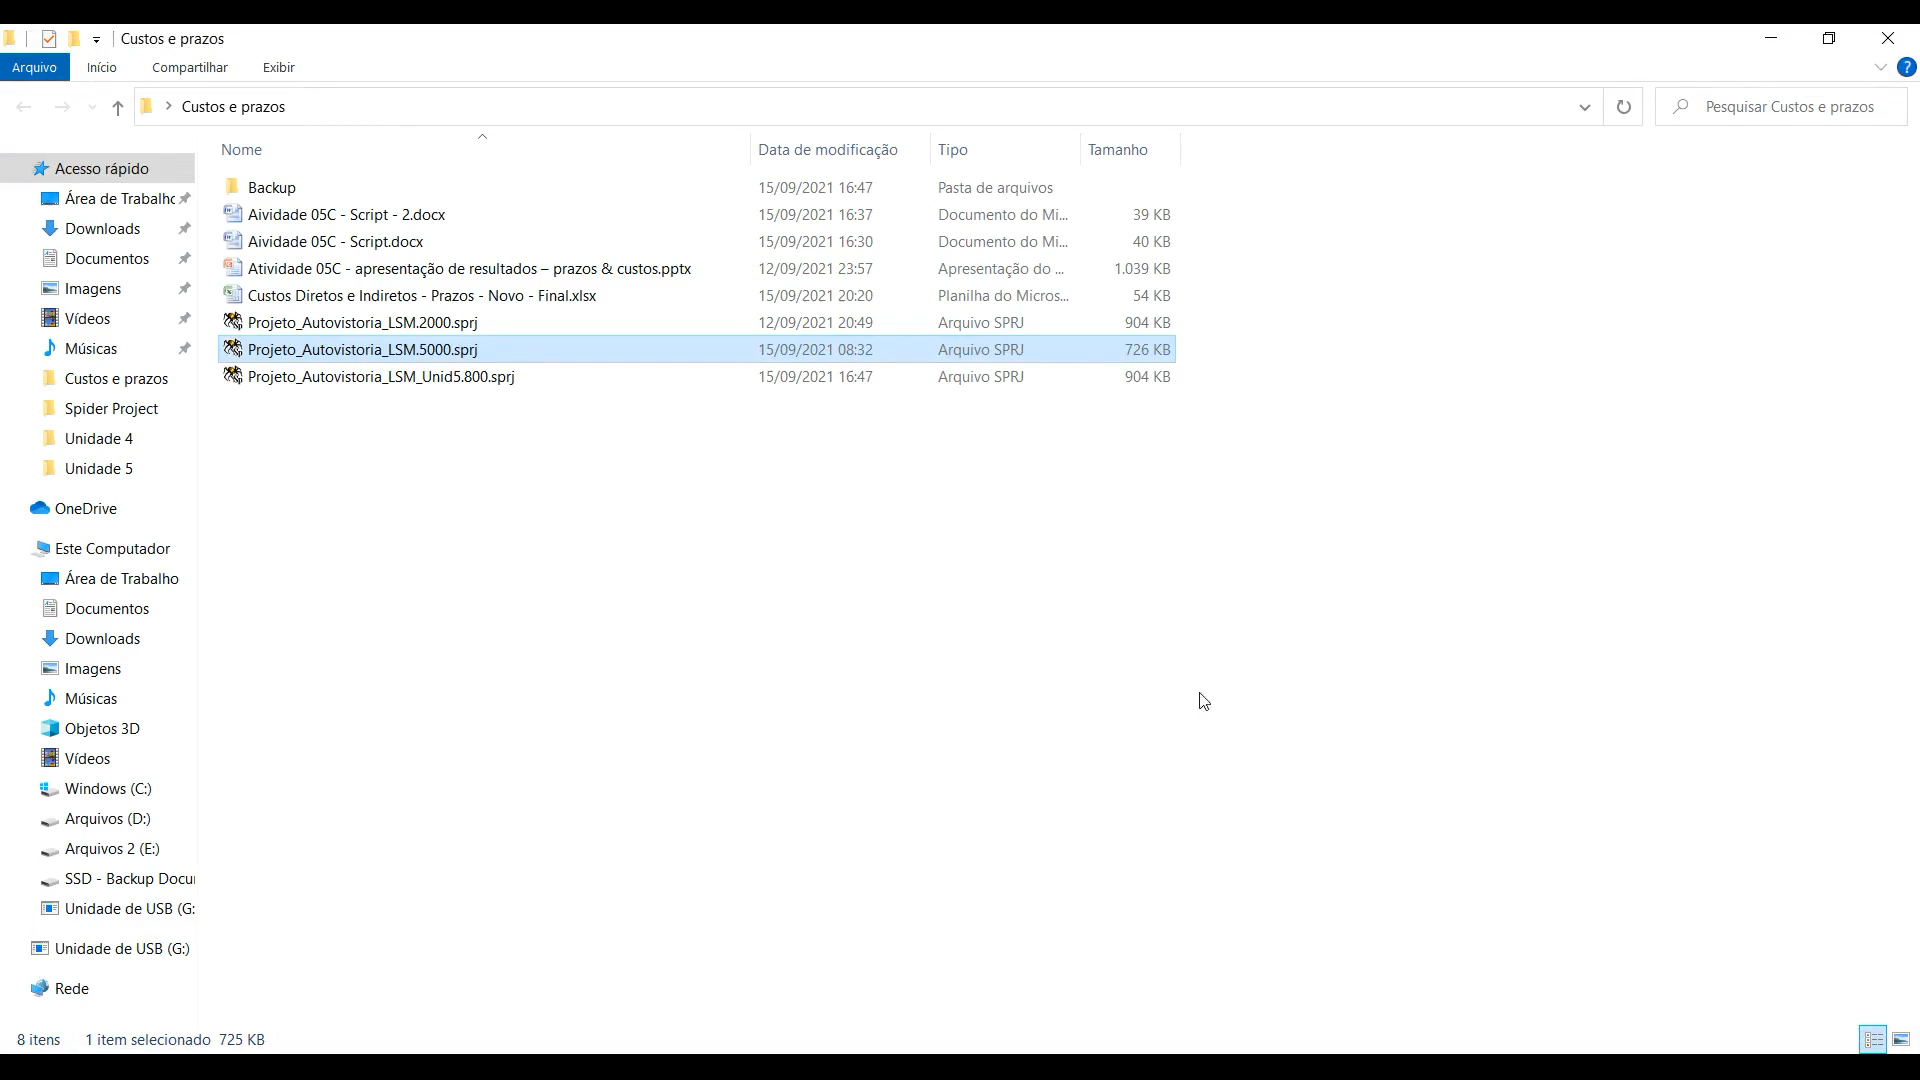 Custos e prazos
Arquivo Início Compartilhar Exibir
Custos e prazos
Pesquisar Custos e prazos
Nome Data de modificação Tipo Tamanho
Backup 15/09/2021 16:47 Pasta de arquivos
Aividade 05C - Script - 2.docx 15/09/2021 16:37 Documento do Mi... 39 KB
Aividade 05C - Script.docx 15/09/2021 16:30 Documento do Mi... 40 KB
Atividade 05C - apresentação de resultados – prazos & custos.pptx 12/09/2021 23:57 Apresentação do ... 1.039 KB
Custos Diretos e Indiretos - Prazos - Novo - Final.xlsx 15/09/2021 20:20 Planilha do Micros... 54 KB
Projeto_Autovistoria_LSM.2000.sprj 12/09/2021 20:49 Arquivo SPRJ 904 KB
Projeto_Autovistoria_LSM.5000.sprj 15/09/2021 08:32 Arquivo SPRJ 726 KB
Projeto_Autovistoria_LSM_Unid5.800.sprj 15/09/2021 16:47 Arquivo SPRJ 904 KB
Acesso rápido
Área de Trabalho
Downloads
Documentos
Imagens
Vídeos
Músicas
Custos e prazos
Spider Project
Unidade 4
Unidade 5
OneDrive
Este Computador
Área de Trabalho
Documentos
Downloads
Imagens
Músicas
Objetos 3D
Vídeos
Windows (C:)
Arquivos (D:)
Arquivos 2 (E:)
SSD - Backup Docu
Unidade de USB (G:
Unidade de USB (G:)
Rede
8 itens 1 item selecionado 725 KB